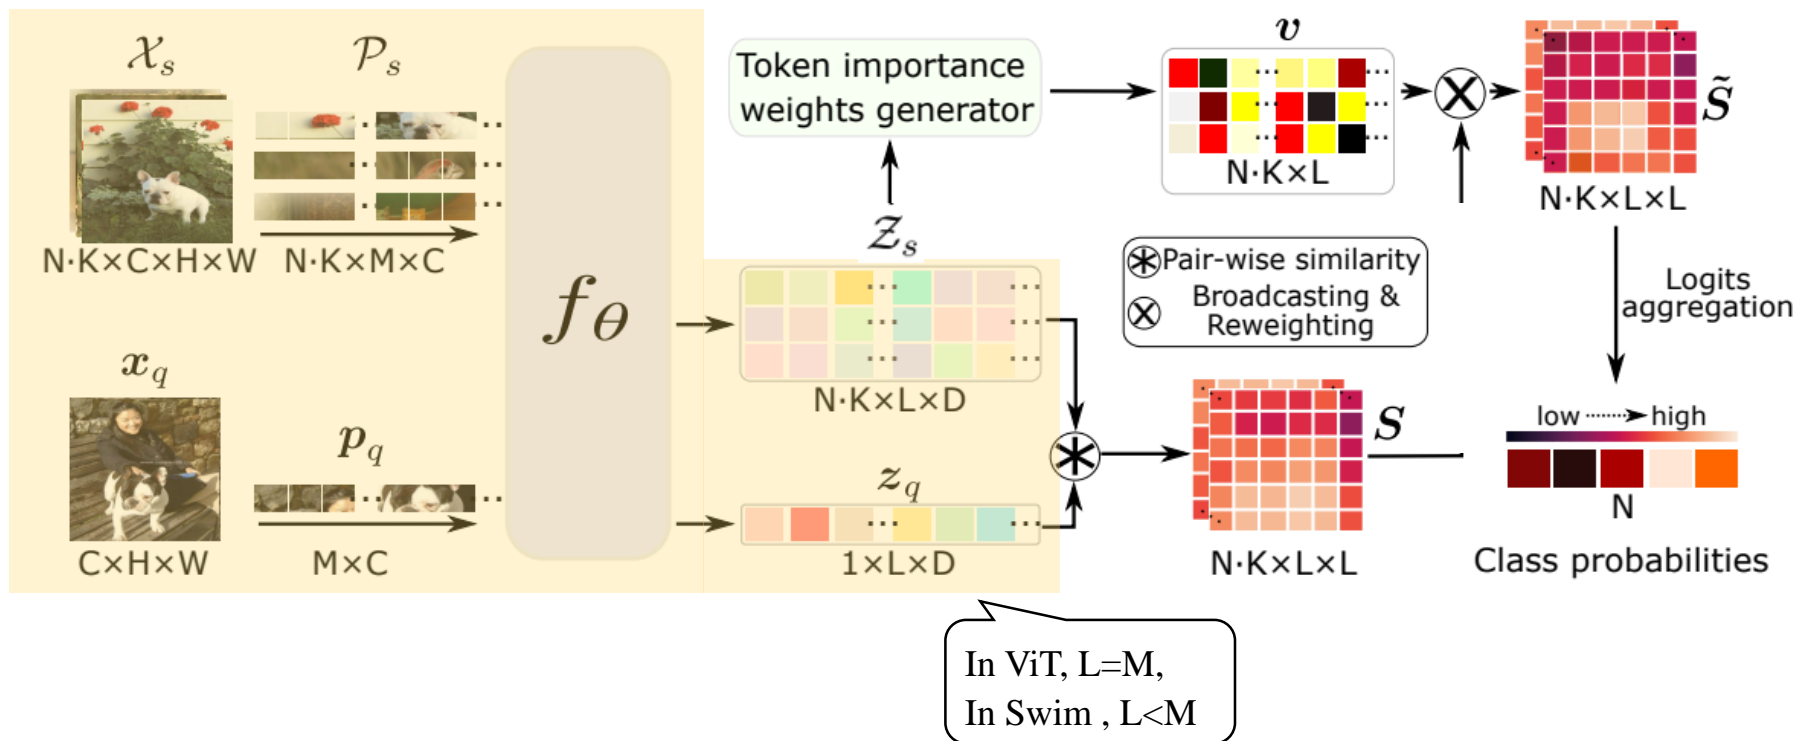 𝒳s
𝒫s
N·K×C×H×W
N·K×M×C
xq
pq
C×H×W
M×C
fθ
Token importance
weights generator
𝒵s
N·K×L×D
zq
1×L×D
v
N·K×L
S̃
N·K×L×L
Pair-wise similarity
Broadcasting &
Reweighting
Logits
aggregation
S
N·K×L×L
low
high
N
Class probabilities
In ViT, L=M,
In Swim , L<M